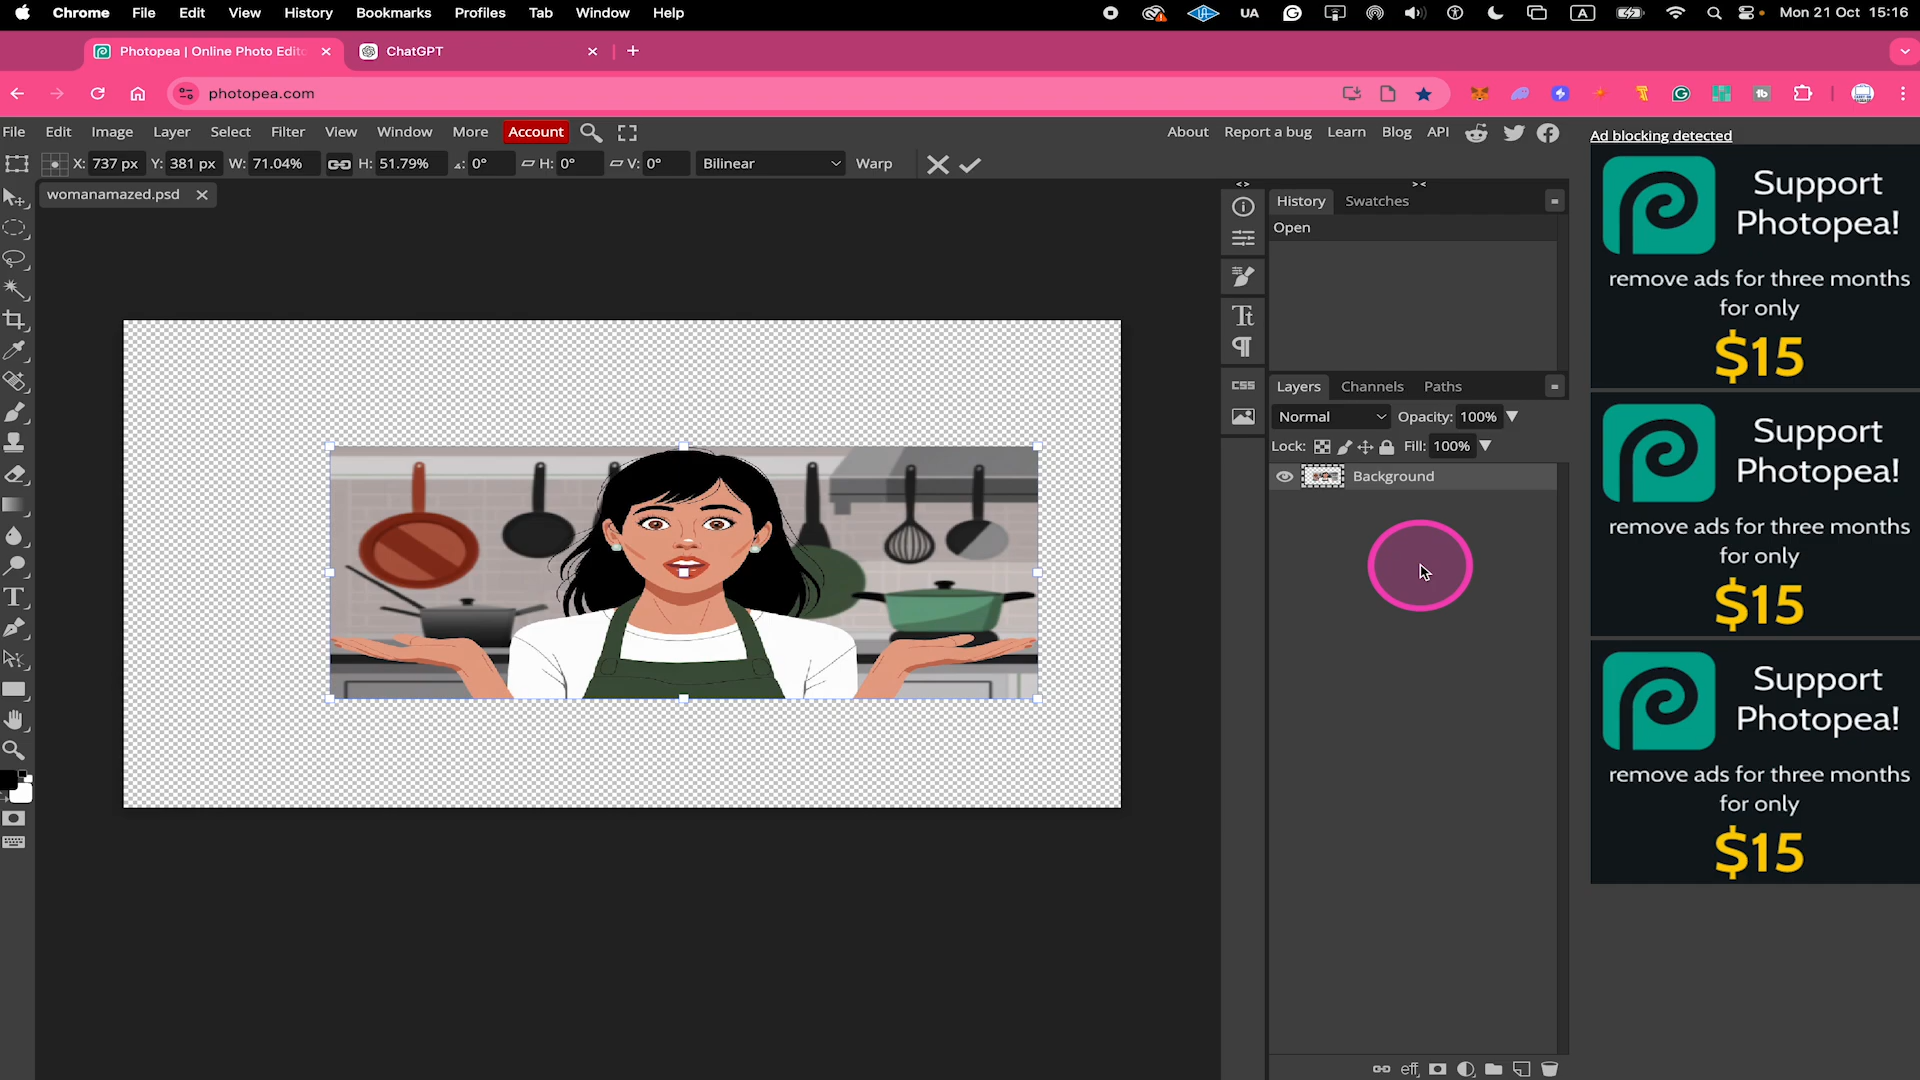 Chrome File Edit View History Bookmarks Profiles Tab Window Help UA A Mon 21 Oct 15:16
Photopea | Online Photo Edito ChatGPT
photopea.com
File Edit Image Layer Select Filter View Window More Account About Report a bug Learn Blog API
X: 737 px Y: 381 px W: 71.04% H: 51.79% 0° H: 0° V: 0° Bilinear Warp
womanamazed.psd
History Swatches
Open
CSS
Layers Channels Paths
Normal Opacity: 100%
Lock: Fill: 100%
Background
eff
Ad blocking detected
Support
Photopea!
remove ads for three months
for only
$15
Support
Photopea!
remove ads for three months
for only
$15
Support
Photopea!
remove ads for three months
for only
$15